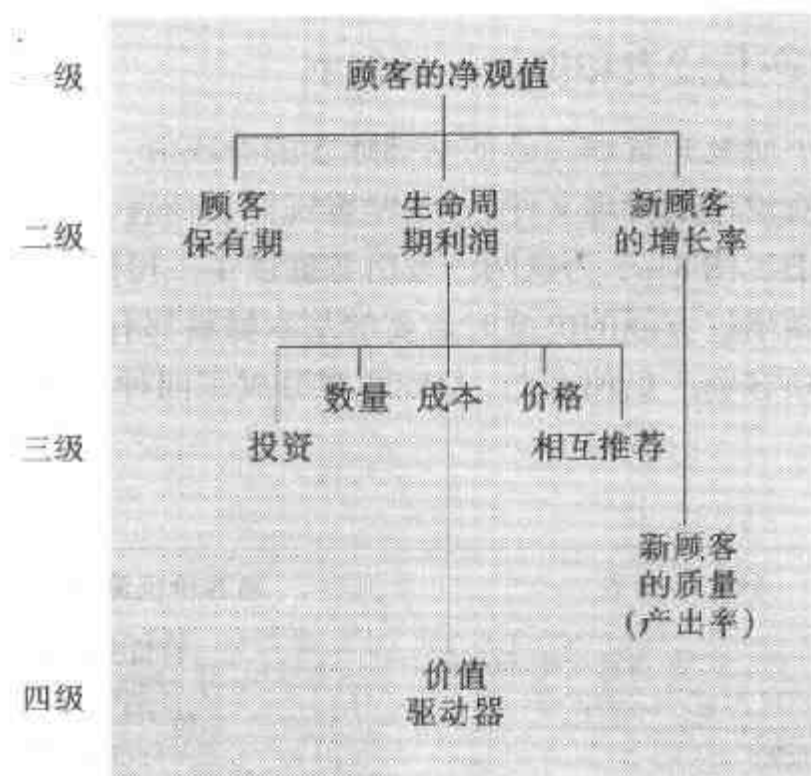 一级
顾客的净观值
顾客
保有期
生命周
期利润
新顾客
的增长率
二级
数量
成本
价格
三级
投资
相互推荐
新顾客
的质量
(产出率)
四级
价值
驱动器